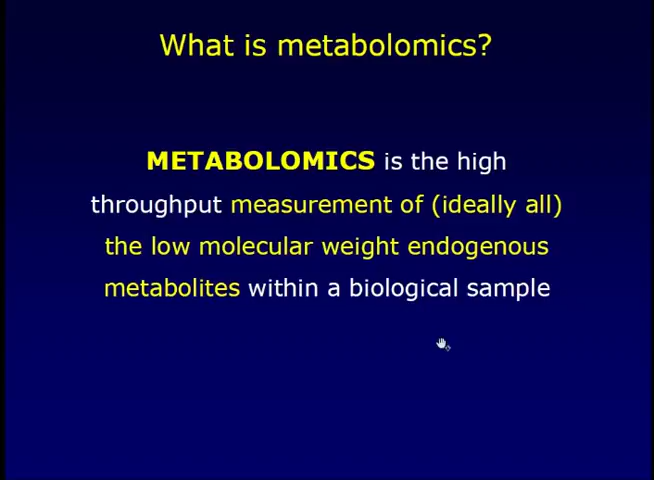 What is metabolomics?
METABOLOMICS is the high
throughput measurement of (ideally all)
the low molecular weight endogenous
metabolites within a biological sample